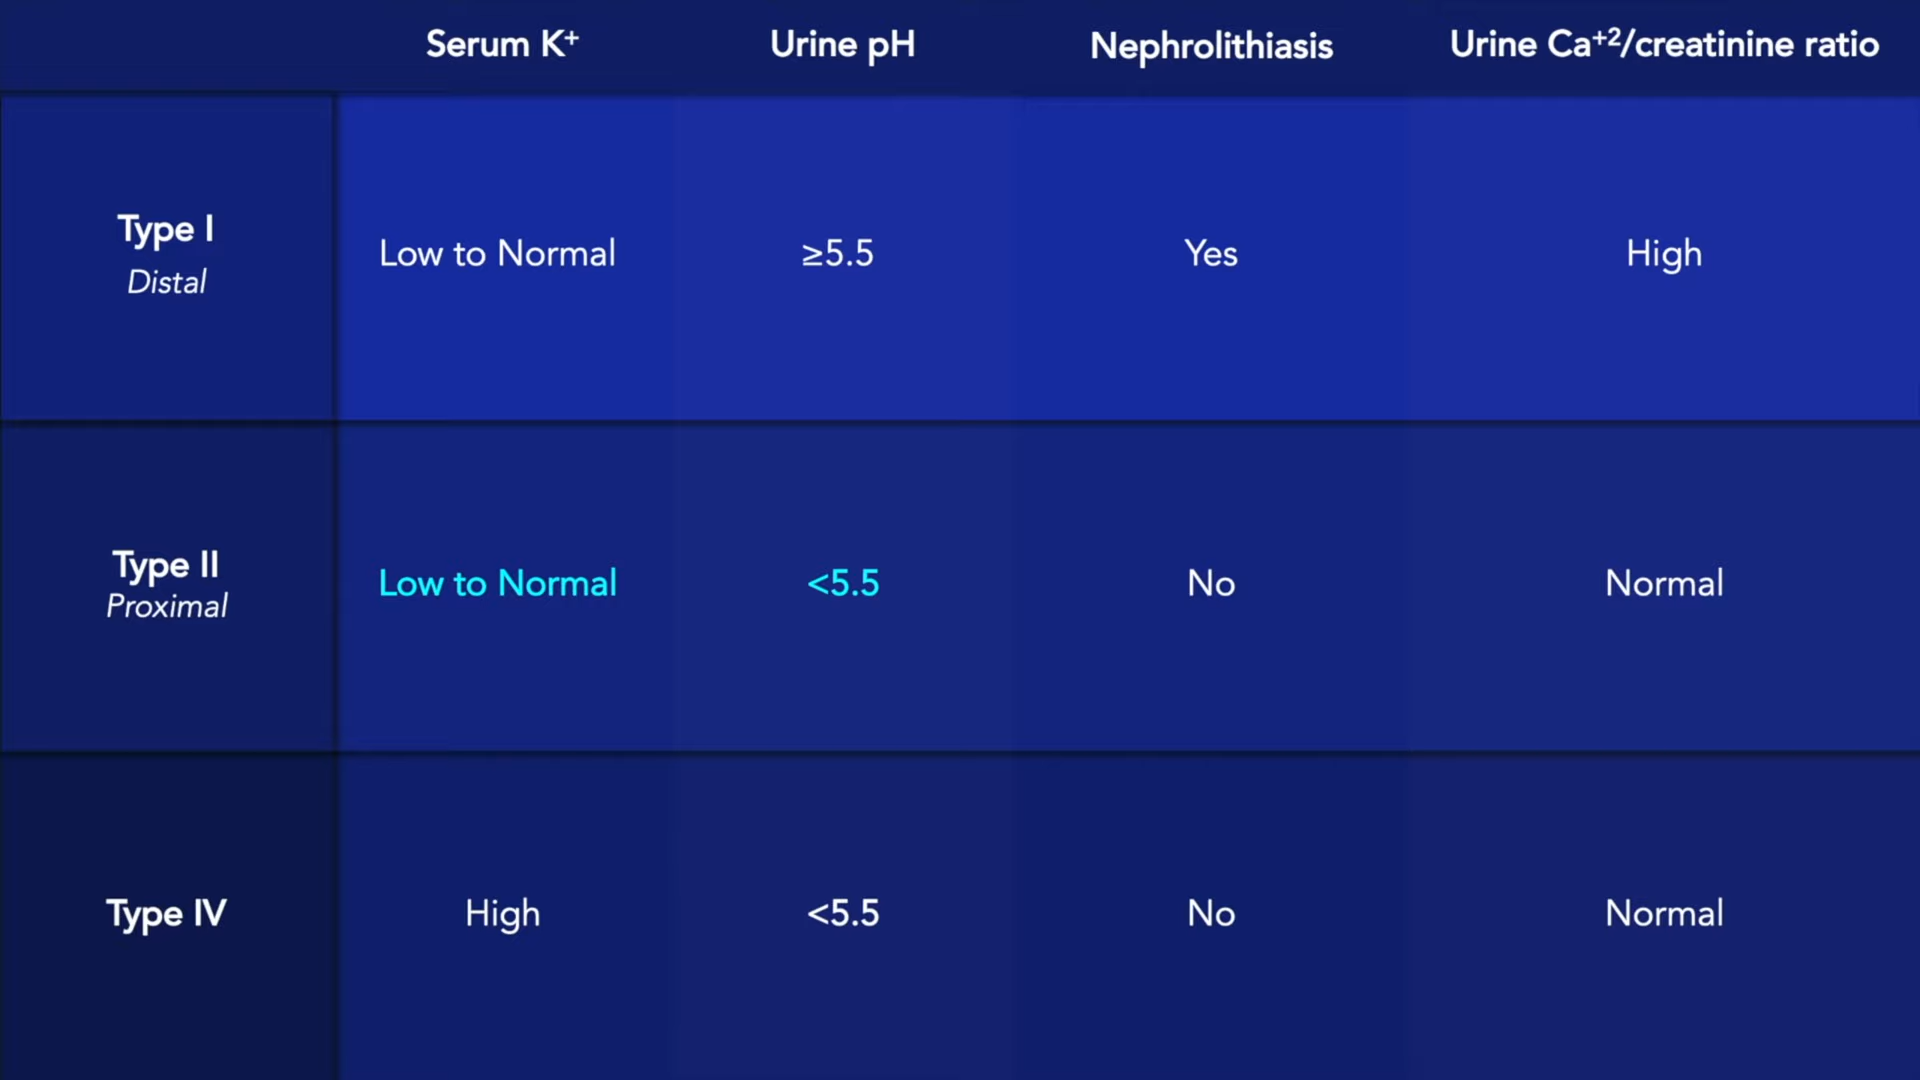 Serum K⁺
Urine pH
Nephrolithiasis
Urine Ca⁺²/creatinine ratio
Type I
Distal
Low to Normal
≥5.5
Yes
High
Type II
Proximal
Low to Normal
<5.5
No
Normal
Type IV
High
<5.5
No
Normal